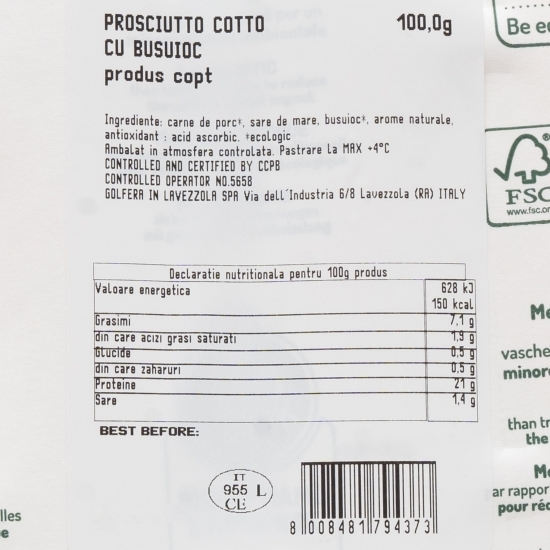 PROSCIUTTO COTTO 100,0g
CU BUSUIOC
produs copt
Be
Ingrediente: carne de porc*, sare de mare, busuioc*, arome naturale,
antioxidant : acid ascorbic. *ecologic
Ambalat in atmosfera controlata. Pastrare La MAX +4°C
CONTROLLED AND CERTIFIED BY CCPB
CONTROLLED OPERATOR NO.5658
GOLFERA IN LAVEZZOLA SPA Via dell'Industria 6/8 Lavezzola (RA) ITALY
FSC
www.fsc.or
Declaratie nutritionala pentru 100g produs
Valoare energetica 628 kJ
150 kcal
Grasimi 7,1 g
din care acizi grasi saturati 1,9 g
Glucide 0,5 g
din care zaharuri 0,5 g
Proteine 21 g
Sare 1,4 g
BEST BEFORE:
IT
955 L
CE
8 008481 794373
Me
vasche
minor
than tr
the
Me
ar rappor
pour réc
lles
e